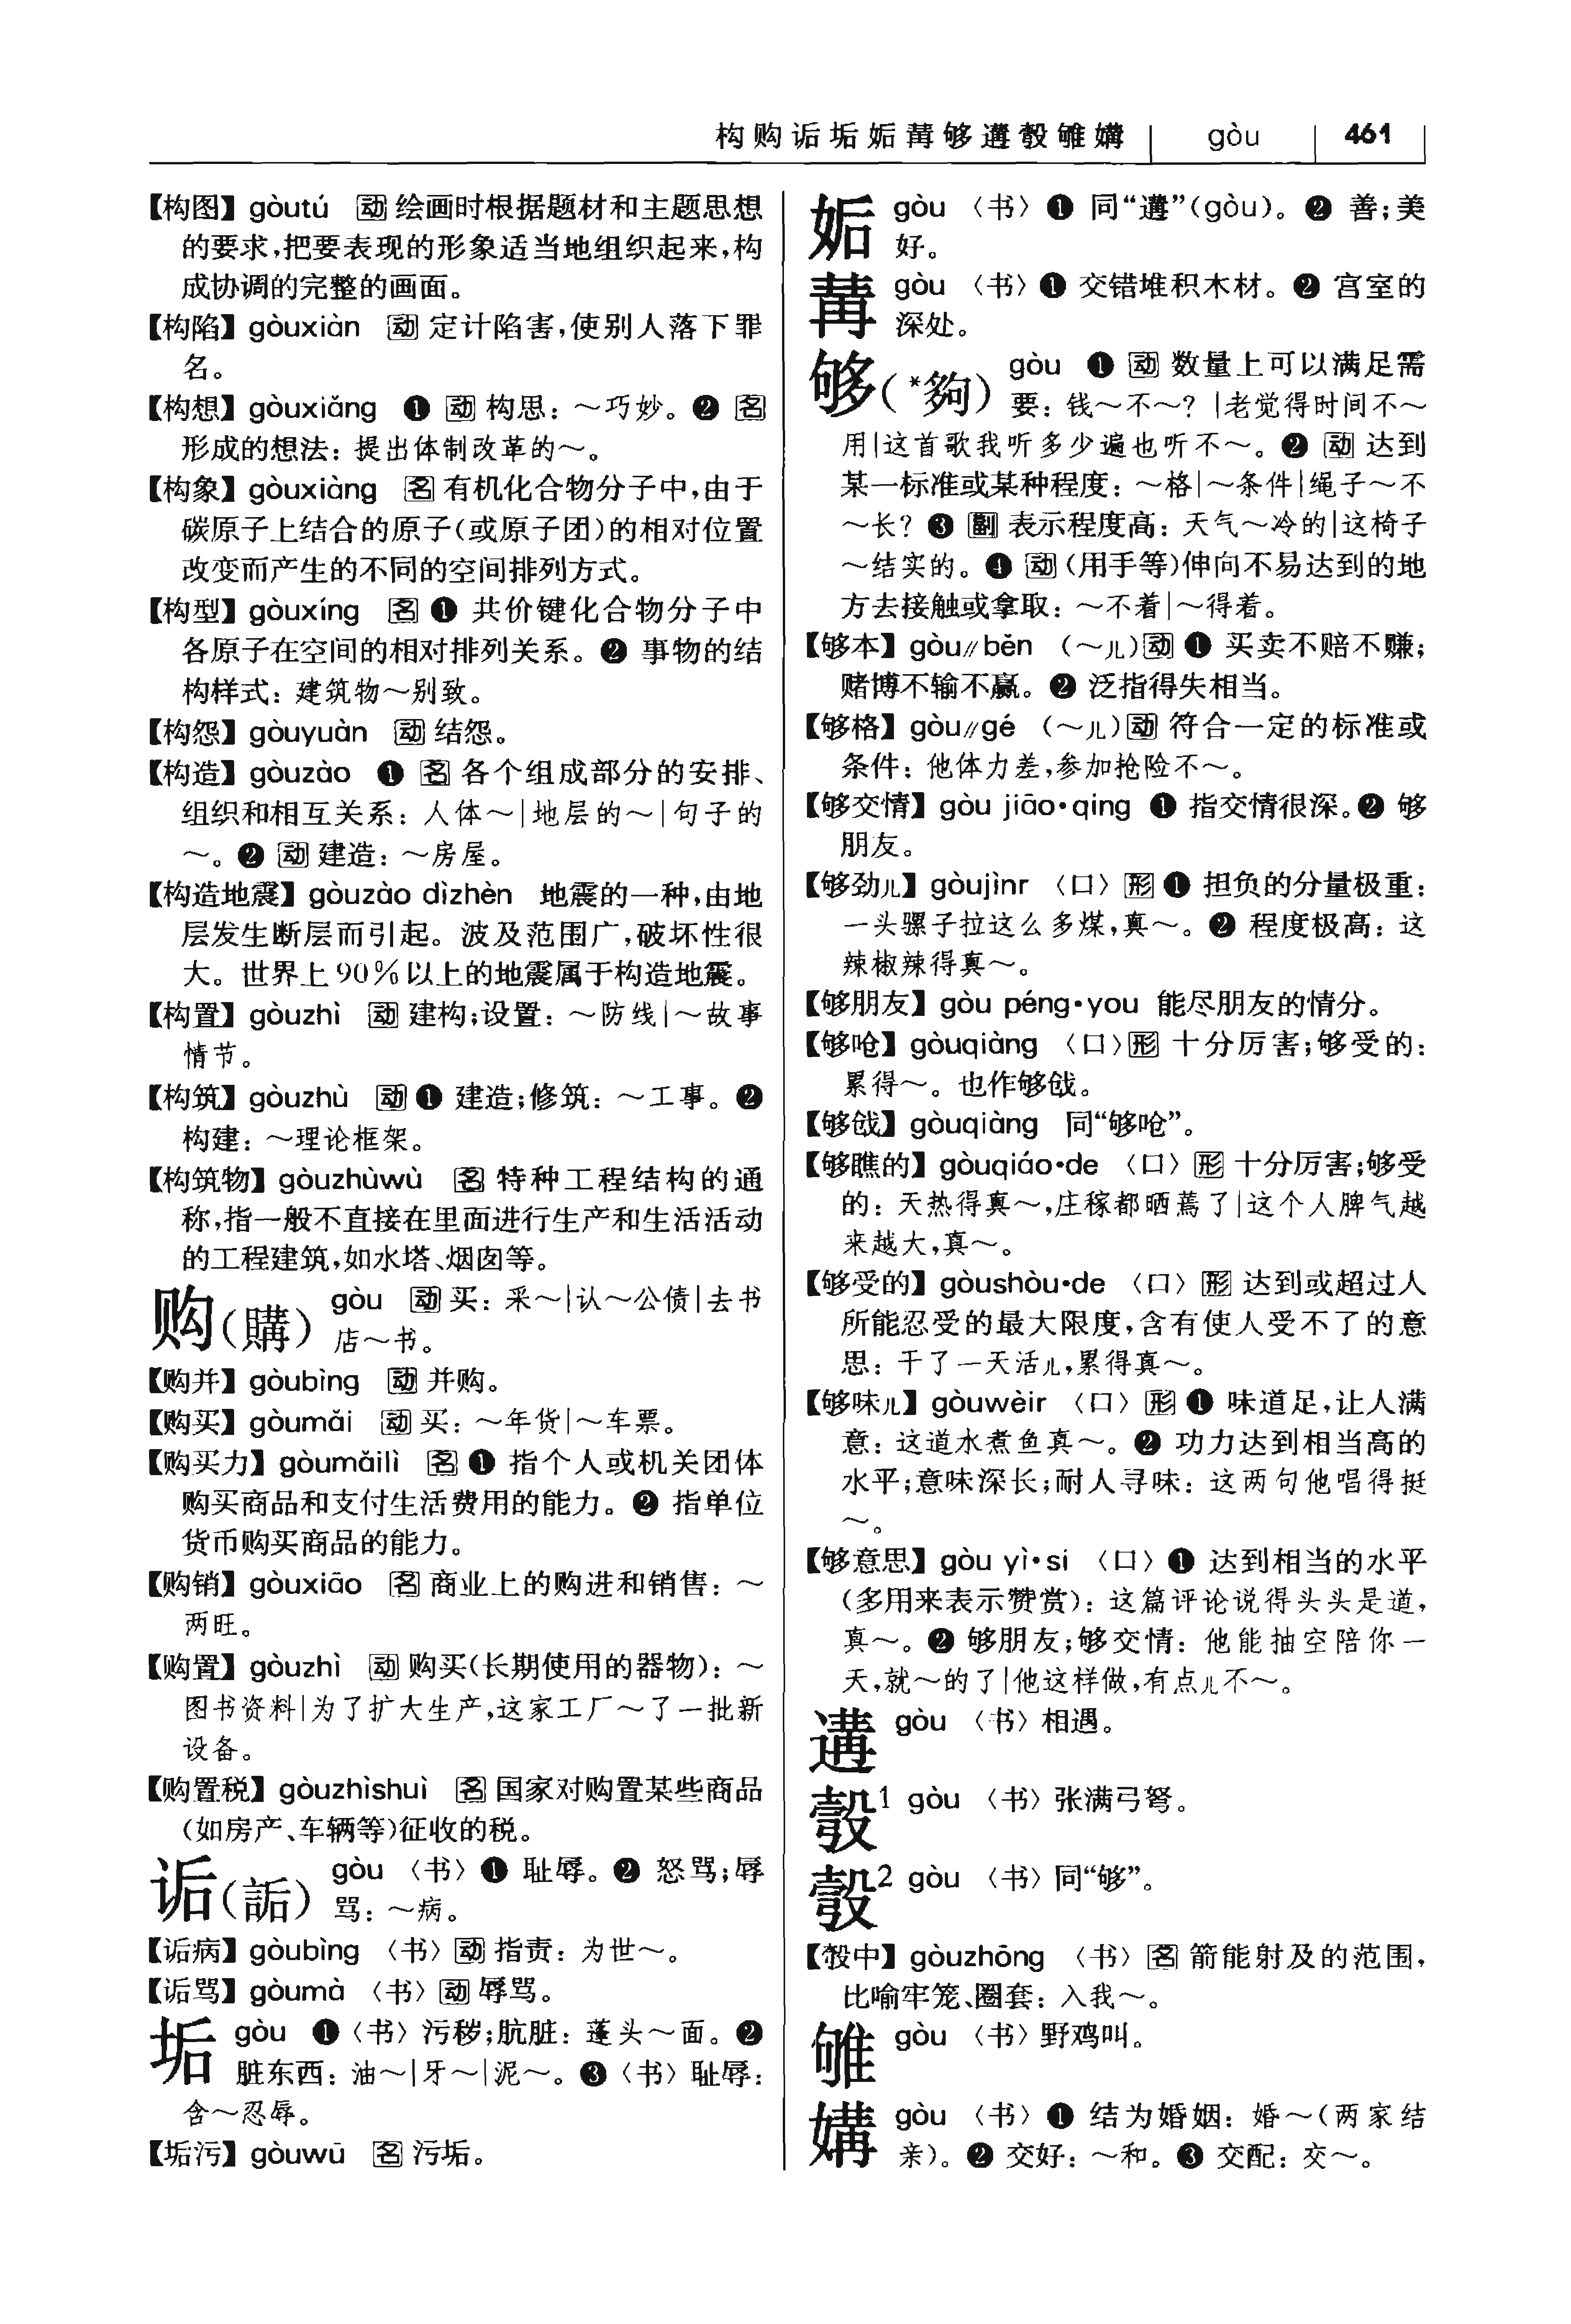 构购诟垢姤冓够遘彀雊媾 gòu 461
【构图】gòutú 动 绘画时根据题材和主题思想
的要求,把要表现的形象适当地组织起来,构
成协调的完整的画面。
【构陷】gòuxiàn 动 定计陷害,使别人落下罪
名。
【构想】gòuxiǎng ❶ 动 构思:～巧妙。❷ 名
形成的想法:提出体制改革的～。
【构象】gòuxiàng 名 有机化合物分子中,由于
碳原子上结合的原子(或原子团)的相对位置
改变而产生的不同的空间排列方式。
【构型】gòuxíng 名 ❶ 共价键化合物分子中
各原子在空间的相对排列关系。❷ 事物的结
构样式:建筑物～别致。
【构怨】gòuyuàn 动 结怨。
【构造】gòuzào ❶ 名 各个组成部分的安排、
组织和相互关系:人体～|地层的～|句子的
～。❷ 动 建造:～房屋。
【构造地震】gòuzào dìzhèn 地震的一种,由地
层发生断层而引起。波及范围广,破坏性很
大。世界上90%以上的地震属于构造地震。
【构置】gòuzhì 动 建构;设置:～防线|～故事
情节。
【构筑】gòuzhù 动 ❶ 建造;修筑:～工事。❷
构建:～理论框架。
【构筑物】gòuzhùwù 名 特种工程结构的通
称,指一般不直接在里面进行生产和生活活动
的工程建筑,如水塔、烟囱等。
购(購) gòu 动 买:采～|认～公债|去书
店～书。
【购并】gòubìng 动 并购。
【购买】gòumǎi 动 买:～年货|～车票。
【购买力】gòumǎilì 名 ❶ 指个人或机关团体
购买商品和支付生活费用的能力。❷ 指单位
货币购买商品的能力。
【购销】gòuxiāo 名 商业上的购进和销售:～
两旺。
【购置】gòuzhì 动 购买(长期使用的器物):～
图书资料|为了扩大生产,这家工厂～了一批新
设备。
【购置税】gòuzhìshuì 名 国家对购置某些商品
(如房产、车辆等)征收的税。
诟(詬) gòu 〈书〉❶ 耻辱。❷ 怒骂;辱
骂:～病。
【诟病】gòubìng 〈书〉动 指责:为世～。
【诟骂】gòumà 〈书〉动 辱骂。
垢 gòu ❶〈书〉污秽;肮脏:蓬头～面。❷
脏东西:油～|牙～|泥～。❸〈书〉耻辱:
含～忍辱。
【垢污】gòuwū 名 污垢。
姤 gòu 〈书〉❶ 同“遘”(gòu)。❷ 善;美
好。
冓 gòu 〈书〉❶ 交错堆积木材。❷ 宫室的
深处。
够(*夠) gòu ❶ 动 数量上可以满足需
要:钱～不～?|老觉得时间不～
用|这首歌我听多少遍也听不～。❷ 动 达到
某一标准或某种程度:～格|～条件|绳子～不
～长?❸ 副 表示程度高:天气～冷的|这椅子
～结实的。❹ 动 (用手等)伸向不易达到的地
方去接触或拿取:～不着|～得着。
【够本】gòu∥běn (～儿)动 ❶ 买卖不赔不赚;
赌博不输不赢。❷ 泛指得失相当。
【够格】gòu∥gé (～儿)动 符合一定的标准或
条件:他体力差,参加抢险不～。
【够交情】gòu jiāo·qing ❶ 指交情很深。❷ 够
朋友。
【够劲儿】gòujìnr 〈口〉形 ❶ 担负的分量极重:
一头骡子拉这么多煤,真～。❷ 程度极高:这
辣椒辣得真～。
【够朋友】gòu péng·you 能尽朋友的情分。
【够呛】gòuqiàng 〈口〉形 十分厉害;够受的:
累得～。也作够戗。
【够戗】gòuqiàng 同“够呛”。
【够瞧的】gòuqiáo·de 〈口〉形 十分厉害;够受
的:天热得真～,庄稼都晒蔫了|这个人脾气越
来越大,真～。
【够受的】gòushòu·de 〈口〉形 达到或超过人
所能忍受的最大限度,含有使人受不了的意
思:干了一天活儿,累得真～。
【够味儿】gòuwèir 〈口〉形 ❶ 味道足,让人满
意:这道水煮鱼真～。❷ 功力达到相当高的
水平;意味深长;耐人寻味:这两句他唱得挺
～。
【够意思】gòu yì·si 〈口〉❶ 达到相当的水平
(多用来表示赞赏):这篇评论说得头头是道,
真～。❷ 够朋友;够交情:他能抽空陪你一
天,就～的了|他这样做,有点儿不～。
遘 gòu 〈书〉相遇。
彀1 gòu 〈书〉张满弓弩。
彀2 gòu 〈书〉同“够”。
【彀中】gòuzhōng 〈书〉名 箭能射及的范围,
比喻牢笼、圈套:入我～。
雊 gòu 〈书〉野鸡叫。
媾 gòu 〈书〉❶ 结为婚姻:婚～(两家结
亲)。❷ 交好:～和。❸ 交配:交～。